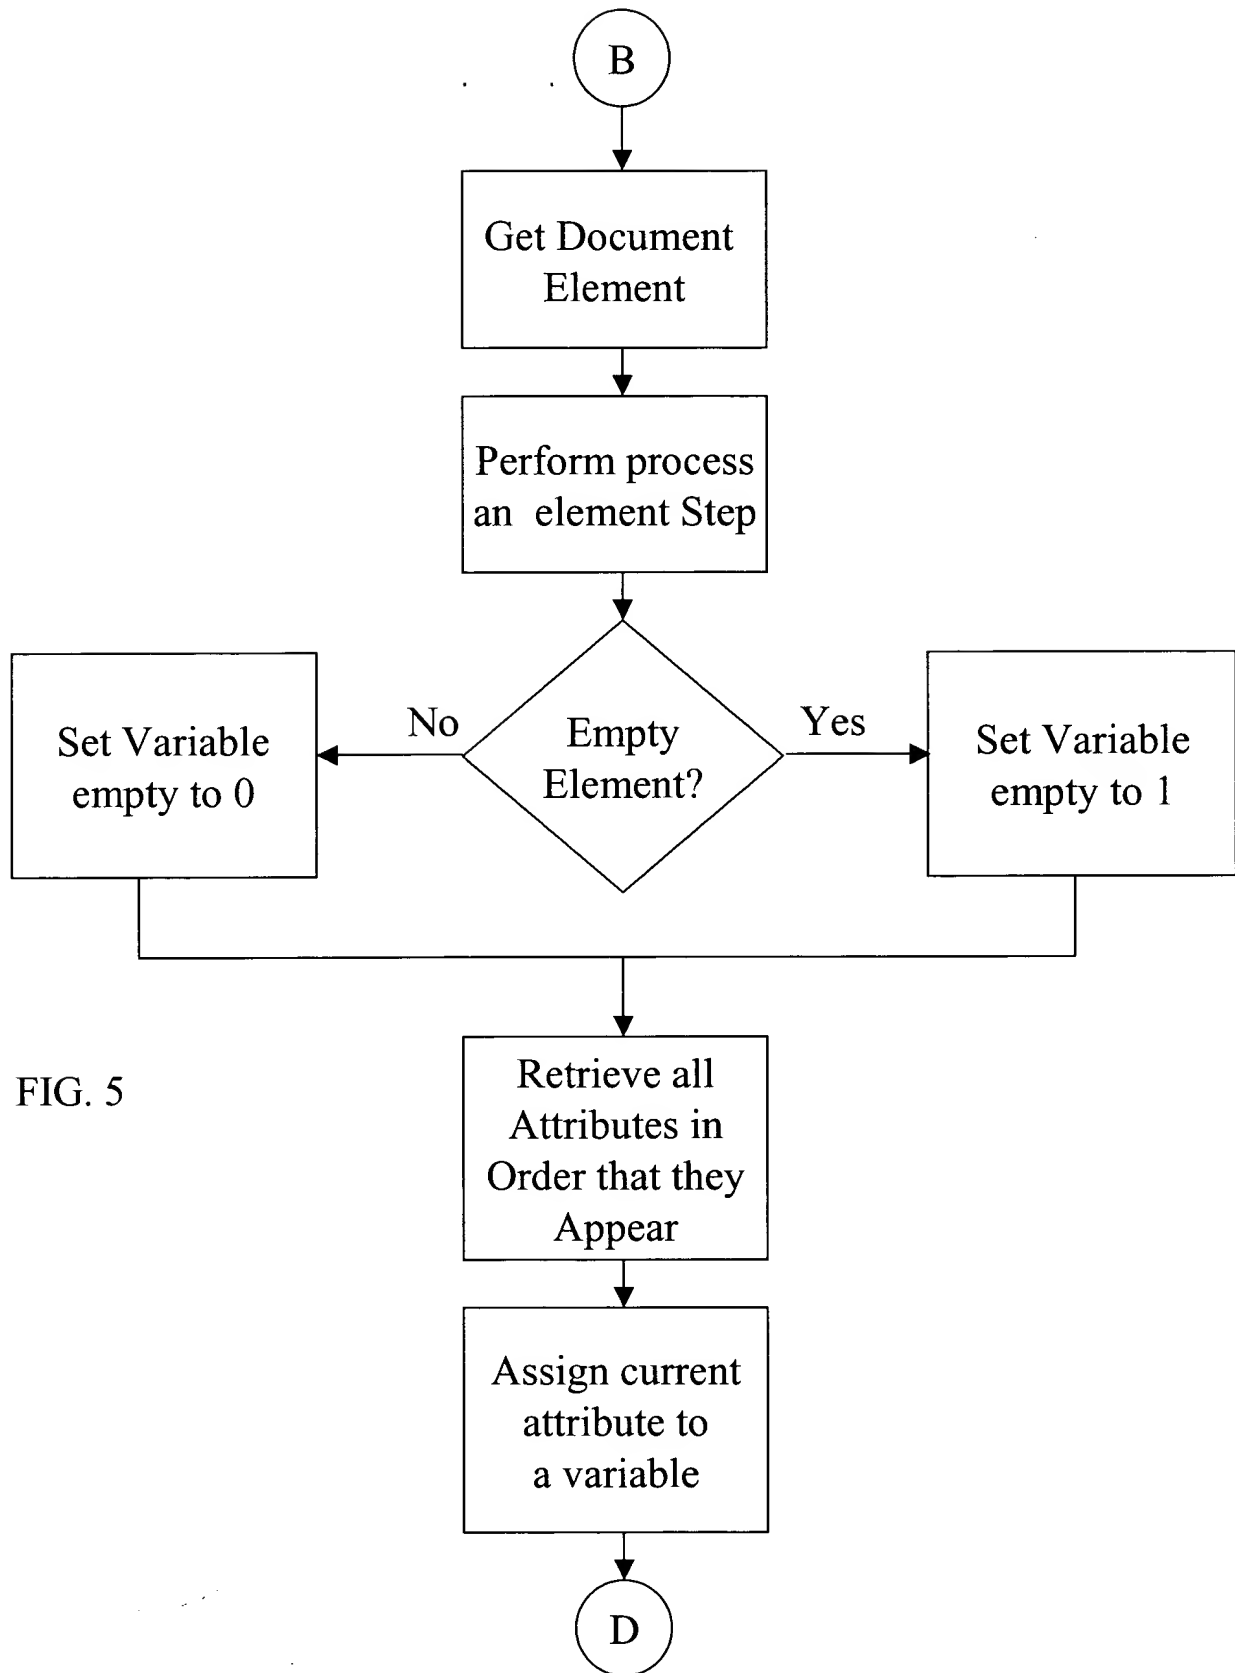 B
Get Document
Element
Perform process
an element Step
No
Empty
Element?
Yes
Set Variable
empty to 0
Set Variable
empty to 1
FIG. 5
Retrieve all
Attributes in
Order that they
Appear
Assign current
attribute to
a variable
D